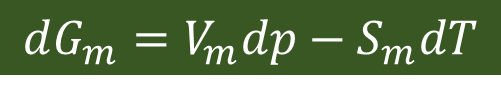 dG_m = V_m dp − S_m dT